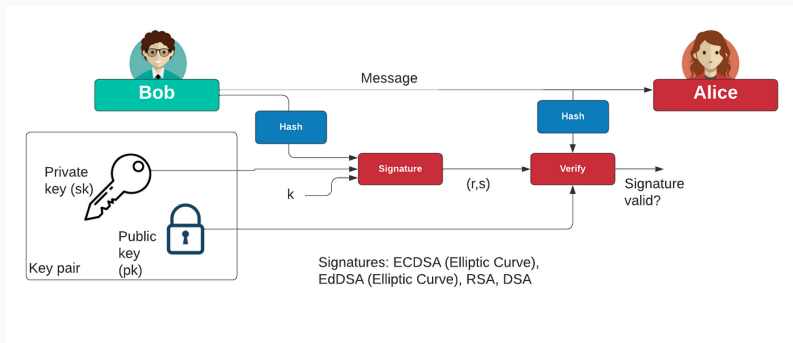 Message
Bob
Alice
Hash
Hash
Private
key (sk)
Signature
Verify
k
(r,s)
Signature
valid?
Public
key
(pk)
Key pair
Signatures: ECDSA (Elliptic Curve),
EdDSA (Elliptic Curve), RSA, DSA